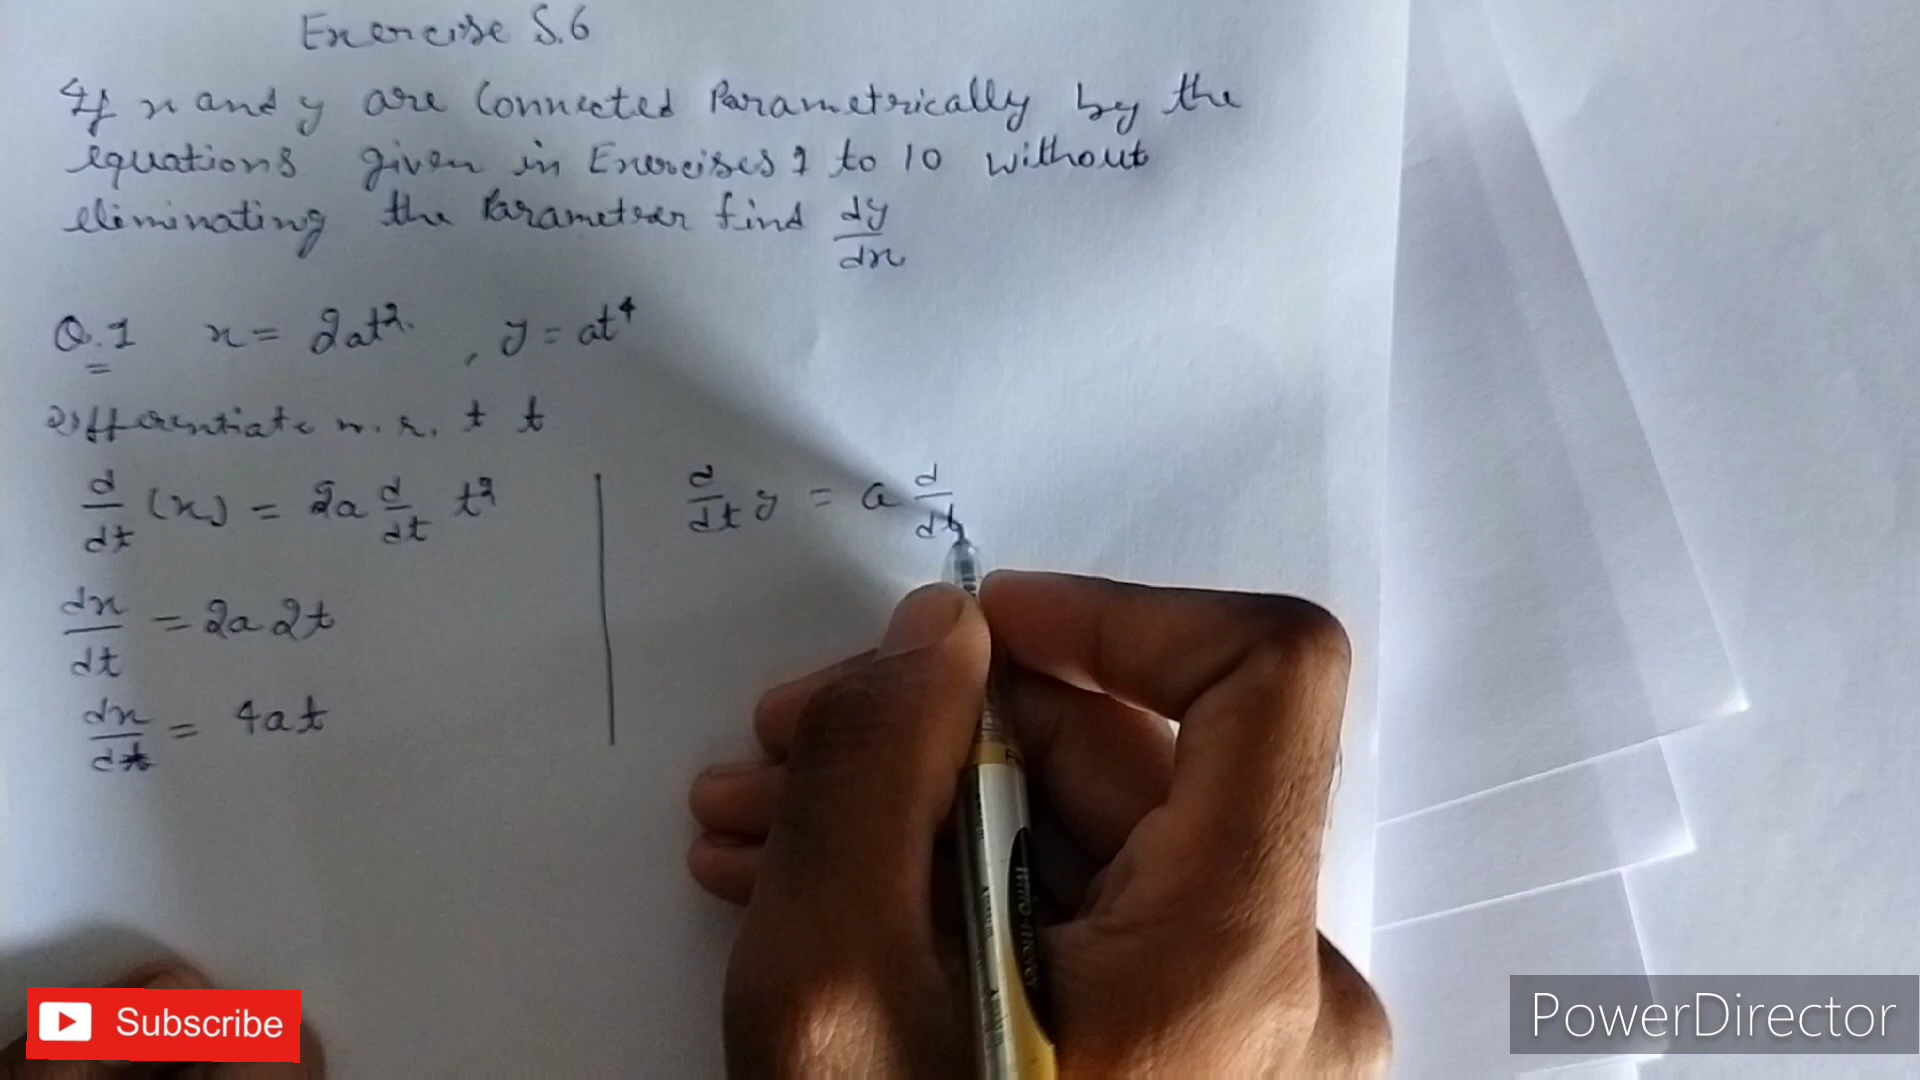 Exercise 5.6
If x and y are Connected Parametrically by the
equations given in Exercises 1 to 10 without
eliminating the Parameter find dy/dx
Q.1 x = 2at², y = at⁴
Differentiate w.r.t t
d/dt (x) = 2a d/dt t²
dx/dt = 2a 2t
dx/dt = 4at
d/dt y = a d/dt
Subscribe
PowerDirector